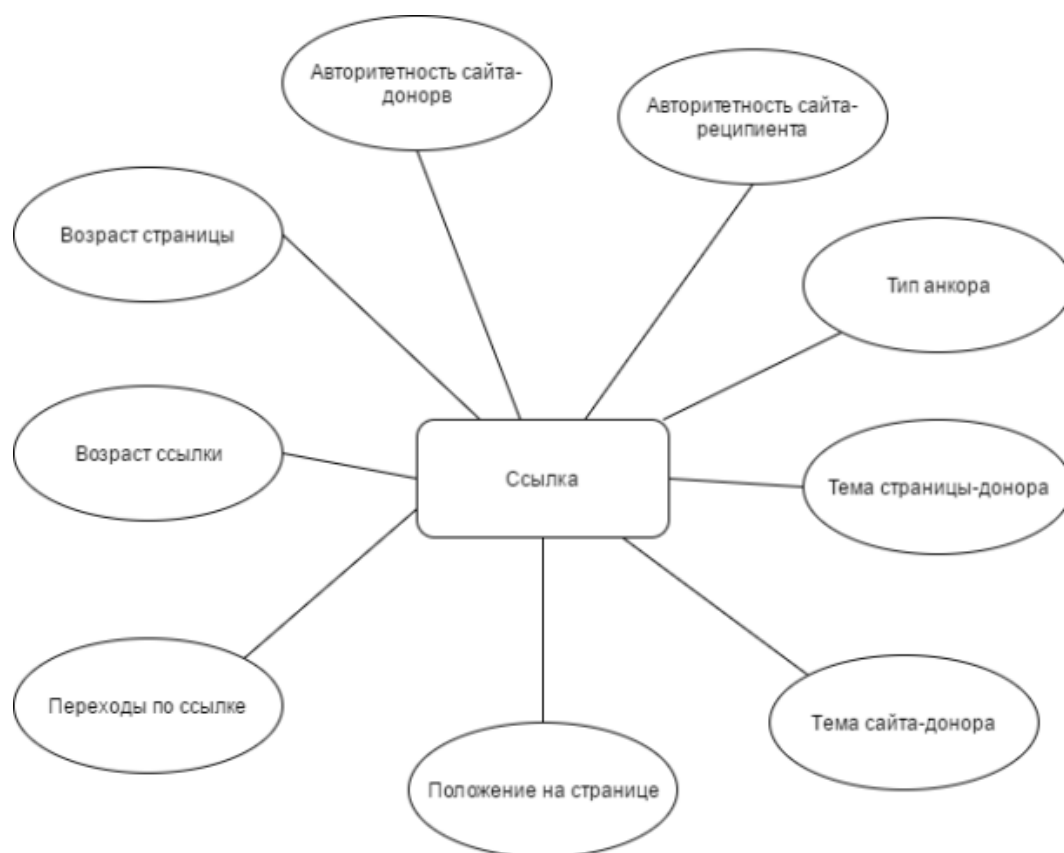 Авторитетность сайта-
донорв
Авторитетность сайта-
реципиента
Возраст страницы
Тип анкора
Возраст ссылки
Ссылка
Тема страницы-донора
Переходы по ссылке
Тема сайта-донора
Положение на странице